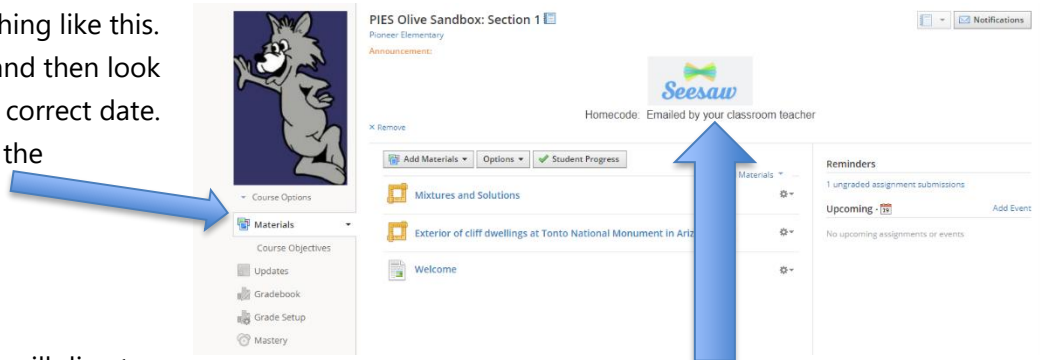 hing like this.
and then look
correct date.
the
Course Options
Materials
Course Objectives
Updates
Gradebook
Grade Setup
Mastery
PIES Olive Sandbox: Section 1
Pioneer Elementary
Announcement:
Notifications
Seesaw
Homecode: Emailed by your classroom teacher
× Remove
Add Materials Options Student Progress
Materials
Mixtures and Solutions
Exterior of cliff dwellings at Tonto National Monument in Ariz
Welcome
Reminders
1 ungraded assignment submissions
Upcoming · 19 Add Event
No upcoming assignments or events